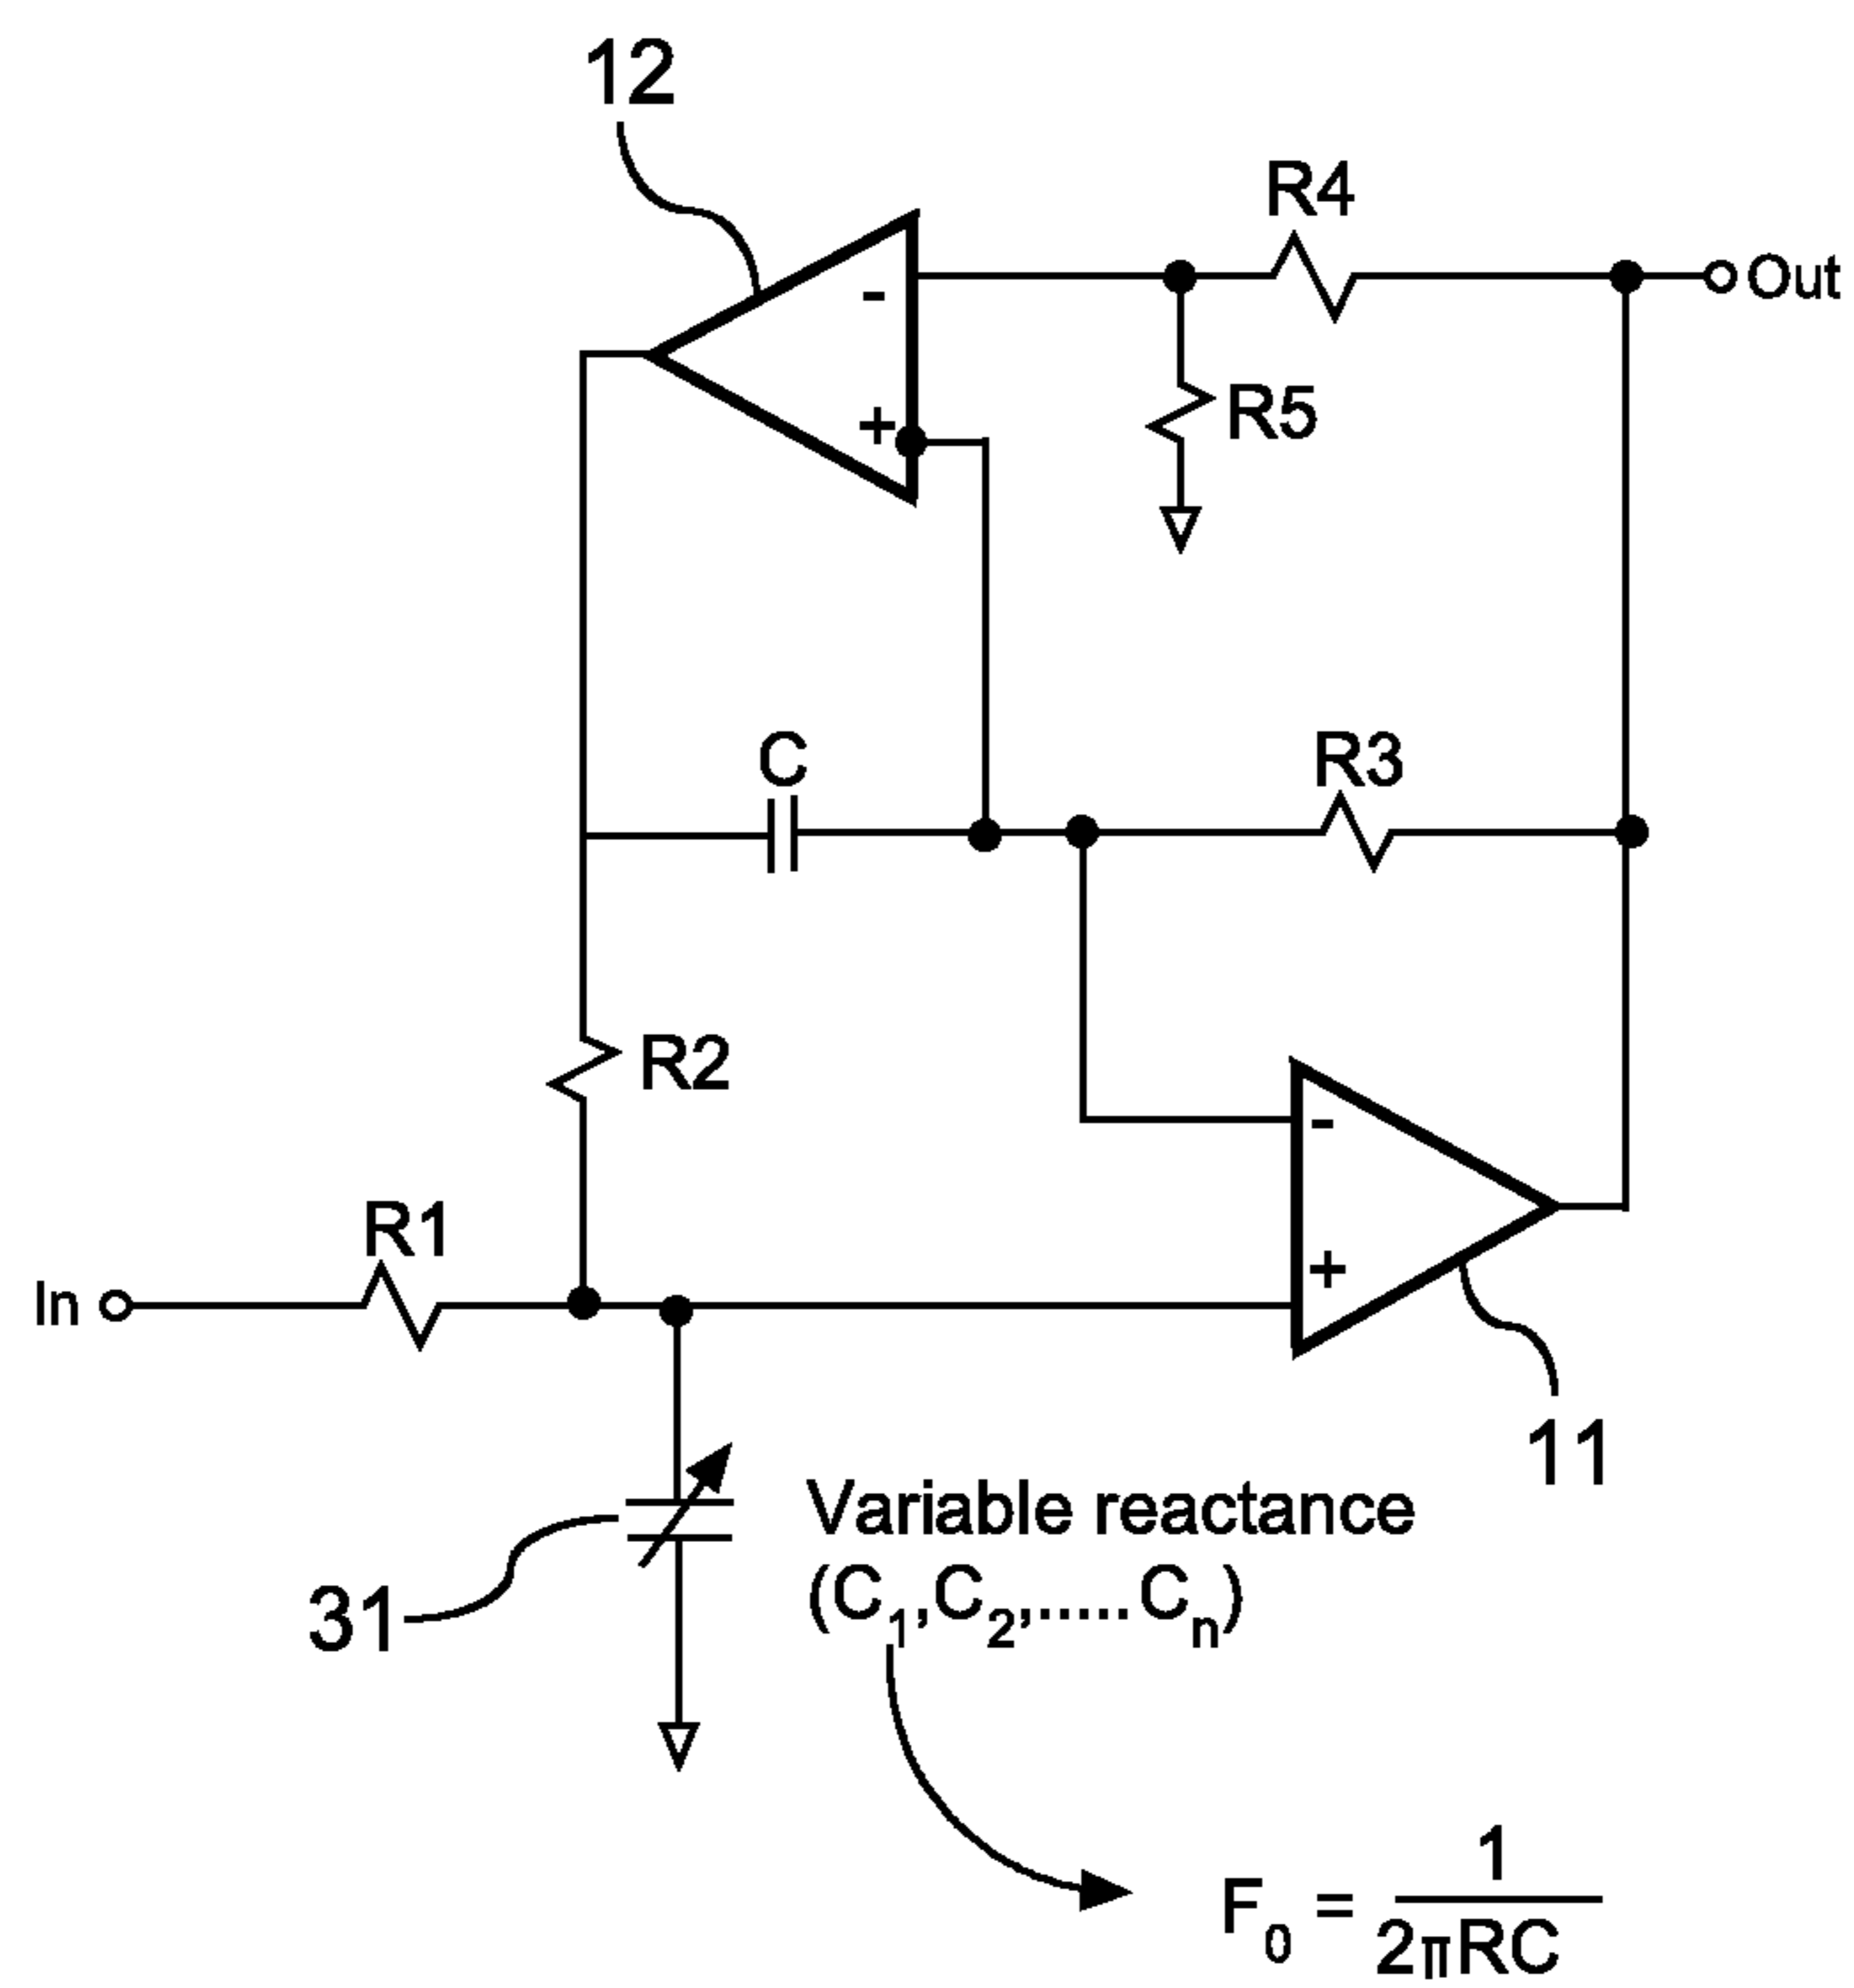 12
R4
Out
-
R5
+
C
R3
R2
-
R1
+
In
11
Variable reactance
(C₁,C₂,.....Cₙ)
31
F₀ = 1
2πRC